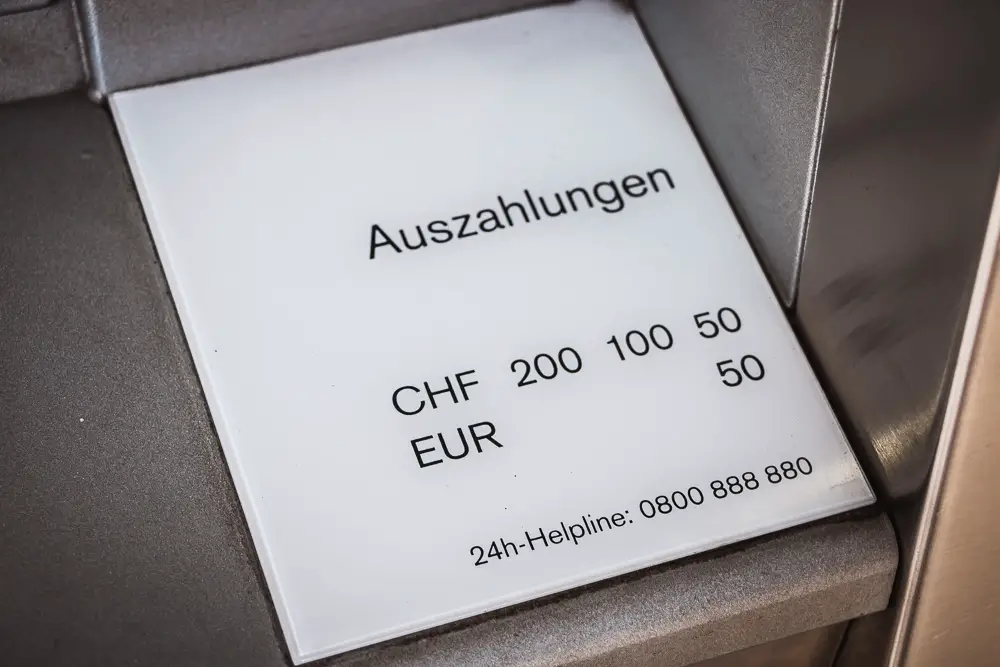 Auszahlungen
CHF 200 100 50
EUR 50
24h-Helpline: 0800 888 880